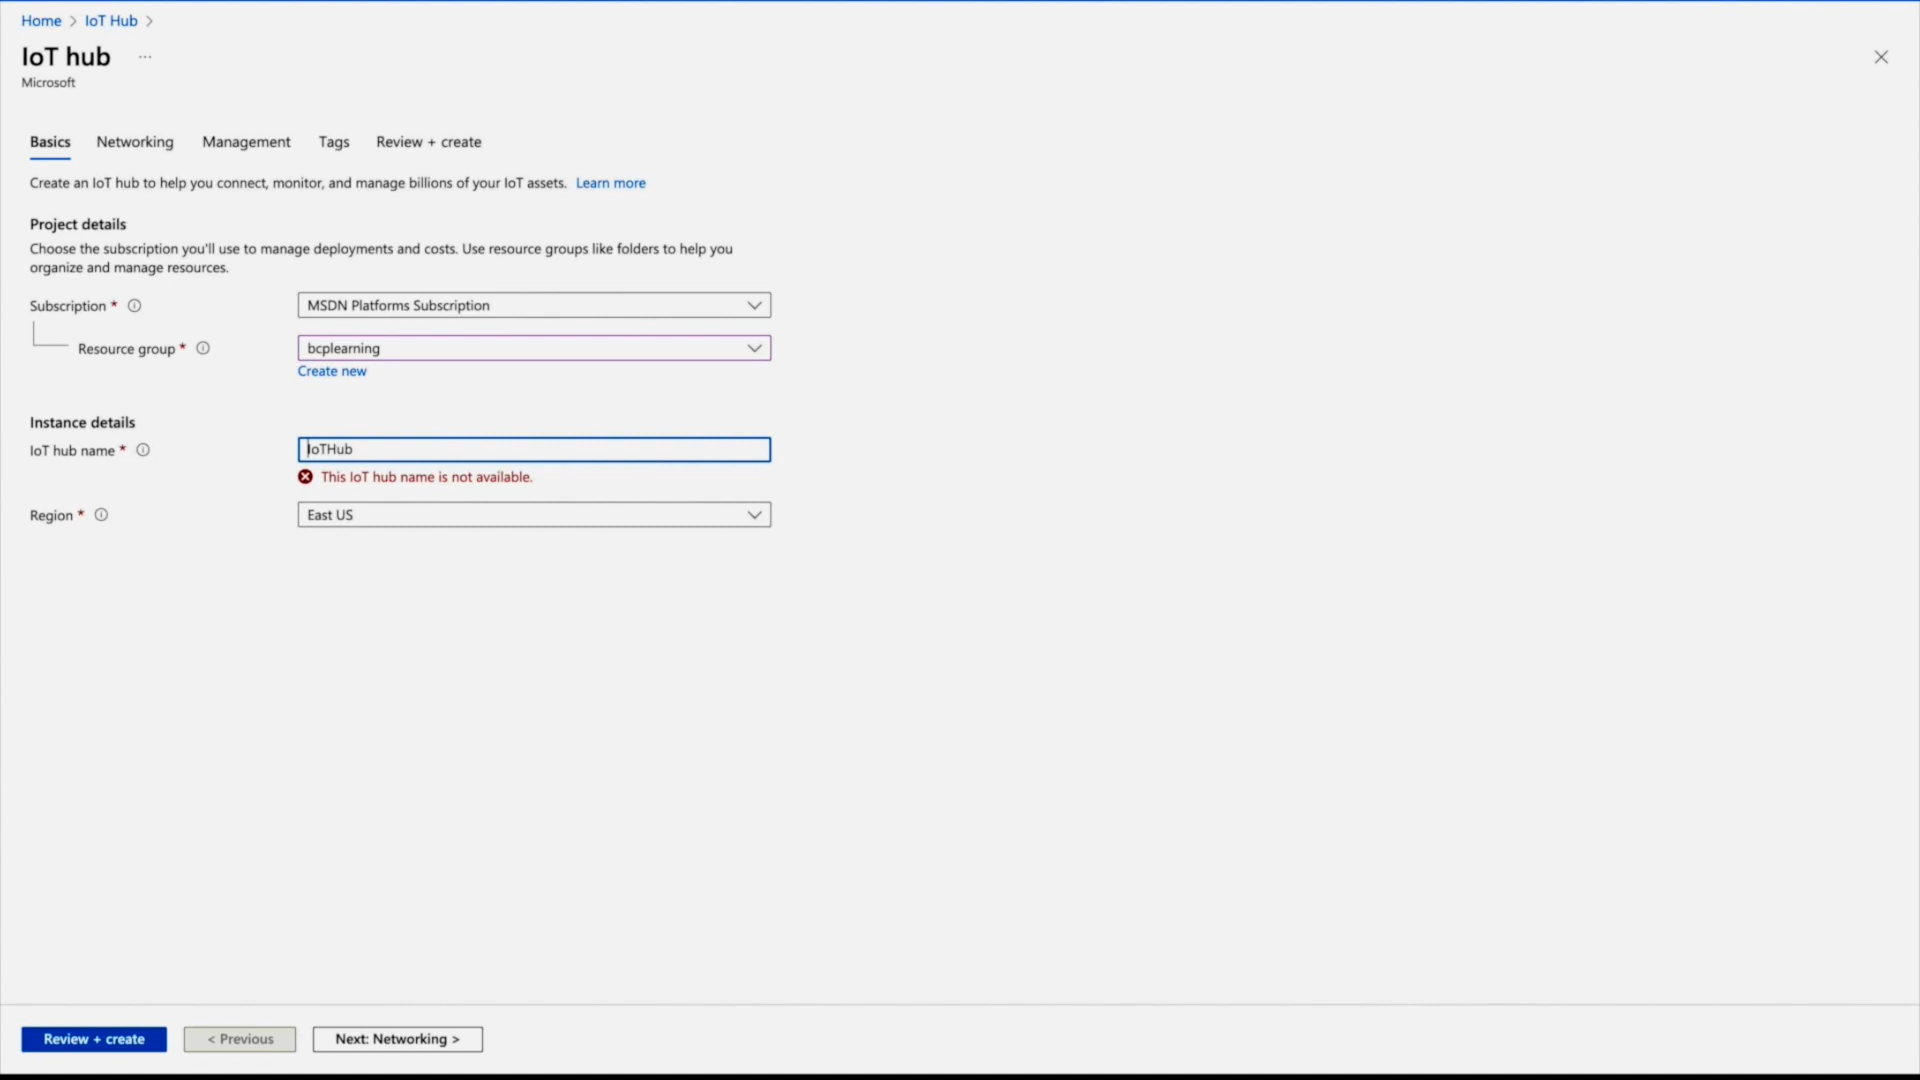 Home > IoT Hub >
IoT hub ...
Microsoft
Basics Networking Management Tags Review + create
Create an IoT hub to help you connect, monitor, and manage billions of your IoT assets. Learn more
Project details
Choose the subscription you'll use to manage deployments and costs. Use resource groups like folders to help you
organize and manage resources.
Subscription * MSDN Platforms Subscription
Resource group * bcplearning
Create new
Instance details
IoT hub name * IoTHub
This IoT hub name is not available.
Region * East US
Review + create < Previous Next: Networking >